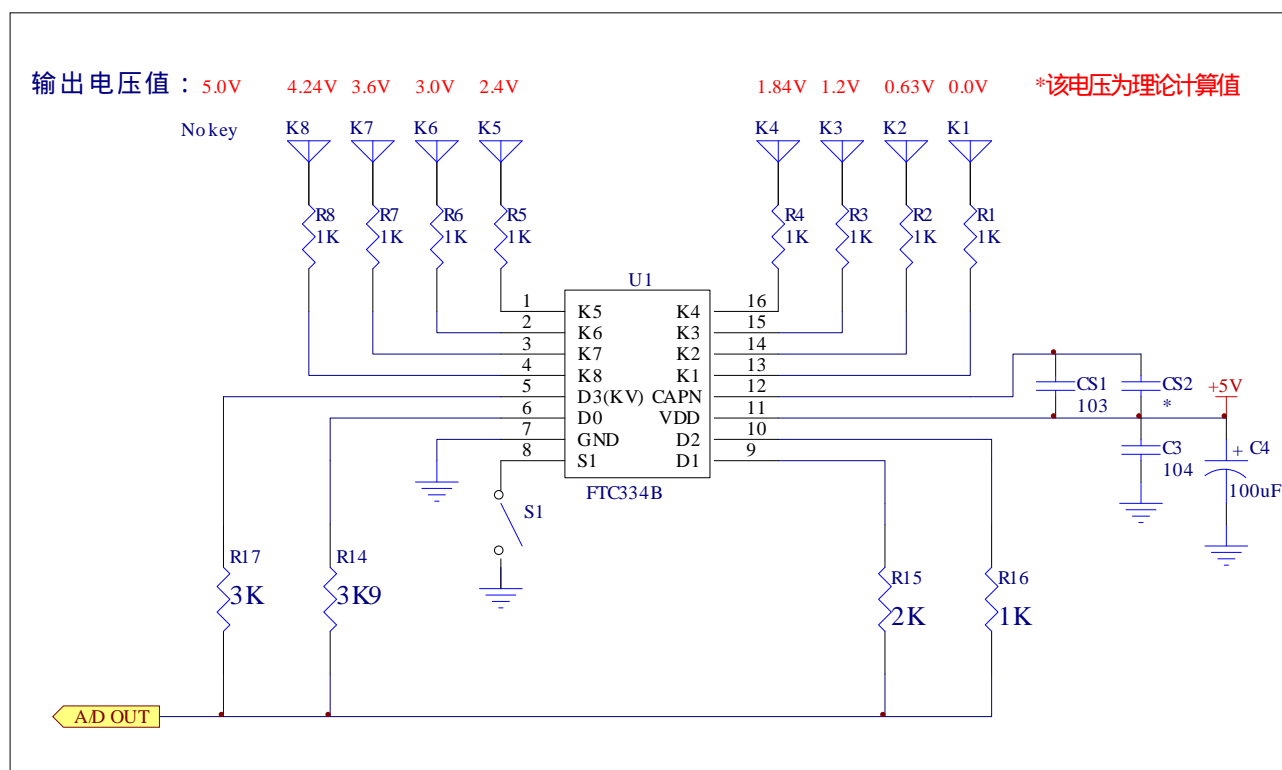 输出电压值：5.0V 4.24V 3.6V 3.0V 2.4V 1.84V 1.2V 0.63V 0.0V *该电压为理论计算值
No key K8 K7 K6 K5 K4 K3 K2 K1
R8 R7 R6 R5 R4 R3 R2 R1
1K 1K 1K 1K 1K 1K 1K 1K
U1
1 K5 K4 16
2 K6 K3 15
3 K7 K2 14
4 K8 K1 13
5 D3(KV) CAPN 12
6 D0 VDD 11
7 GND D2 10
8 S1 D1 9
FTC334B
CS1 103
CS2 *
+5V
C3 104
+ C4 100uF
S1
R17 3K
R14 3K9
R15 2K
R16 1K
A/D OUT